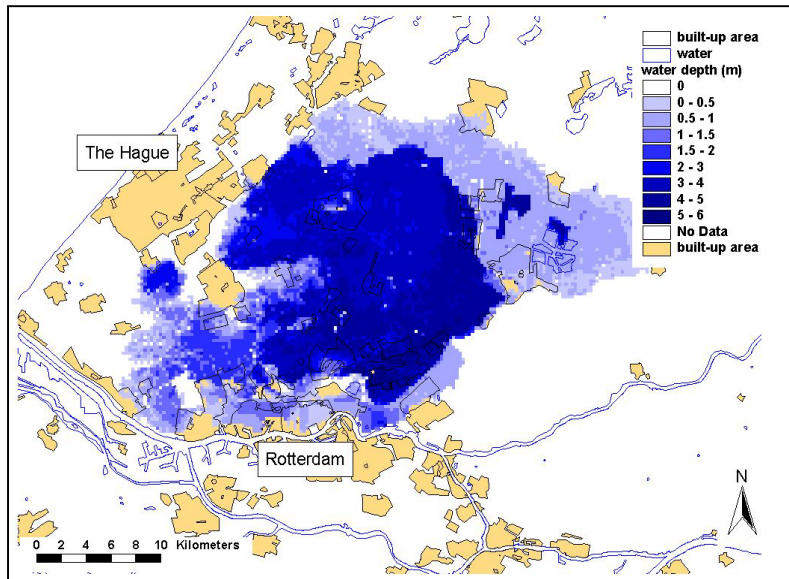 built-up area
water
water depth (m)
0
0 - 0.5
0.5 - 1
1 - 1.5
1.5 - 2
2 - 3
3 - 4
4 - 5
5 - 6
No Data
built-up area
The Hague
Rotterdam
N
0 2 4 6 8 10 Kilometers